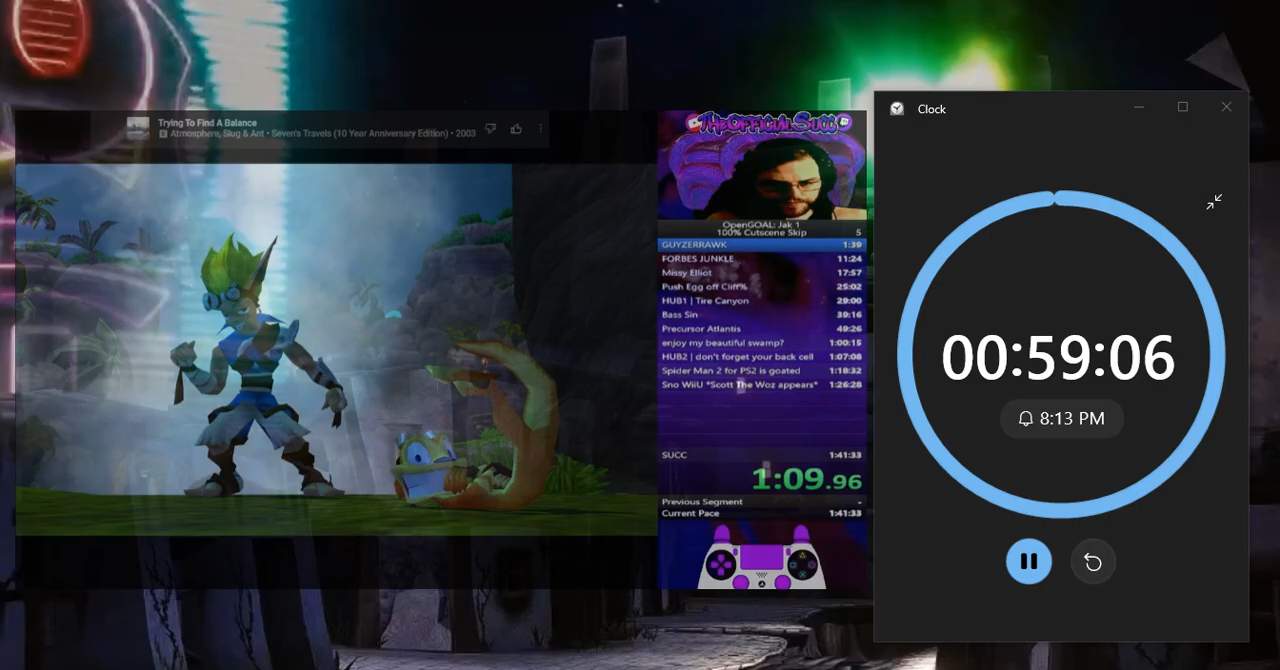 Trying To Find A Balance
E Atmosphere, Slug & Ant • Seven's Travels (10 Year Anniversary Edition) • 2003
TheOfficialSucc
OpenGOAL: Jak 1
100% Cutscene Skip 5
GUYZERRAWK 1:39
FORBES JUNKLE 11:24
Missy Elliot 17:57
Push Egg off Cliff% 25:02
HUB1 | Tire Canyon 29:00
Bass Sin 39:16
Precursor Atlantis 49:26
enjoy my beautiful swamp? 1:00:15
HUB2 | don't forget your back cell 1:07:08
Spider Man 2 for PS2 is goated 1:18:32
Sno WiiU *Scott The Woz appears* 1:26:28
SUCC 1:41:33
1:09.96
Previous Segment -
Current Pace 1:41:33
Clock
00:59:06
8:13 PM